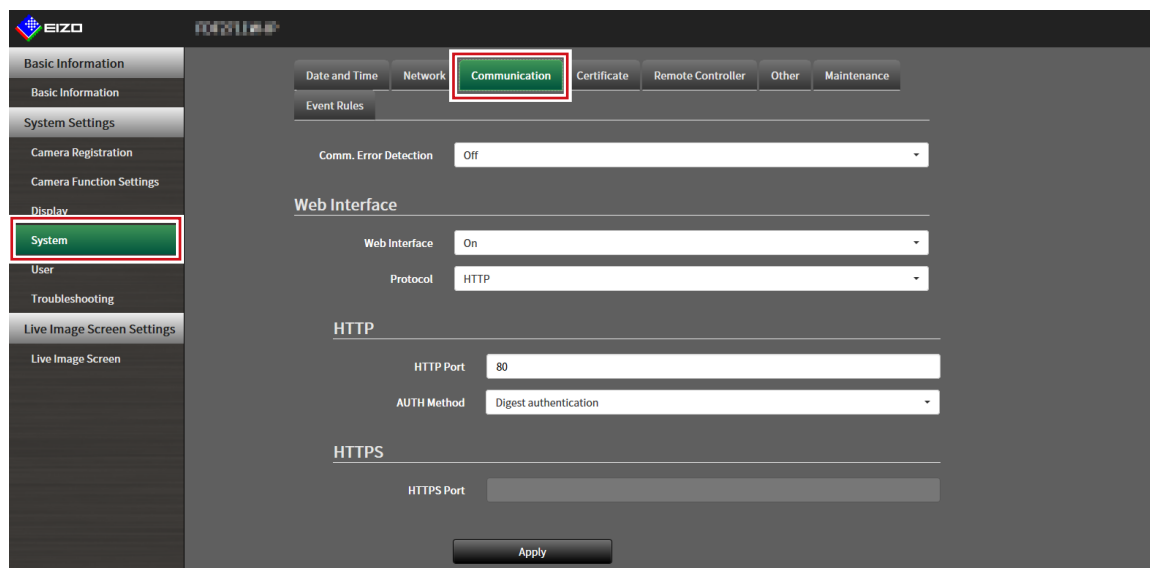 EIZO
Basic Information
Basic Information
System Settings
Camera Registration
Camera Function Settings
Display
System
User
Troubleshooting
Live Image Screen Settings
Live Image Screen
Date and Time Network Communication Certificate Remote Controller Other Maintenance
Event Rules
Comm. Error Detection Off
Web Interface
Web Interface On
Protocol HTTP
HTTP
HTTP Port 80
AUTH Method Digest authentication
HTTPS
HTTPS Port
Apply